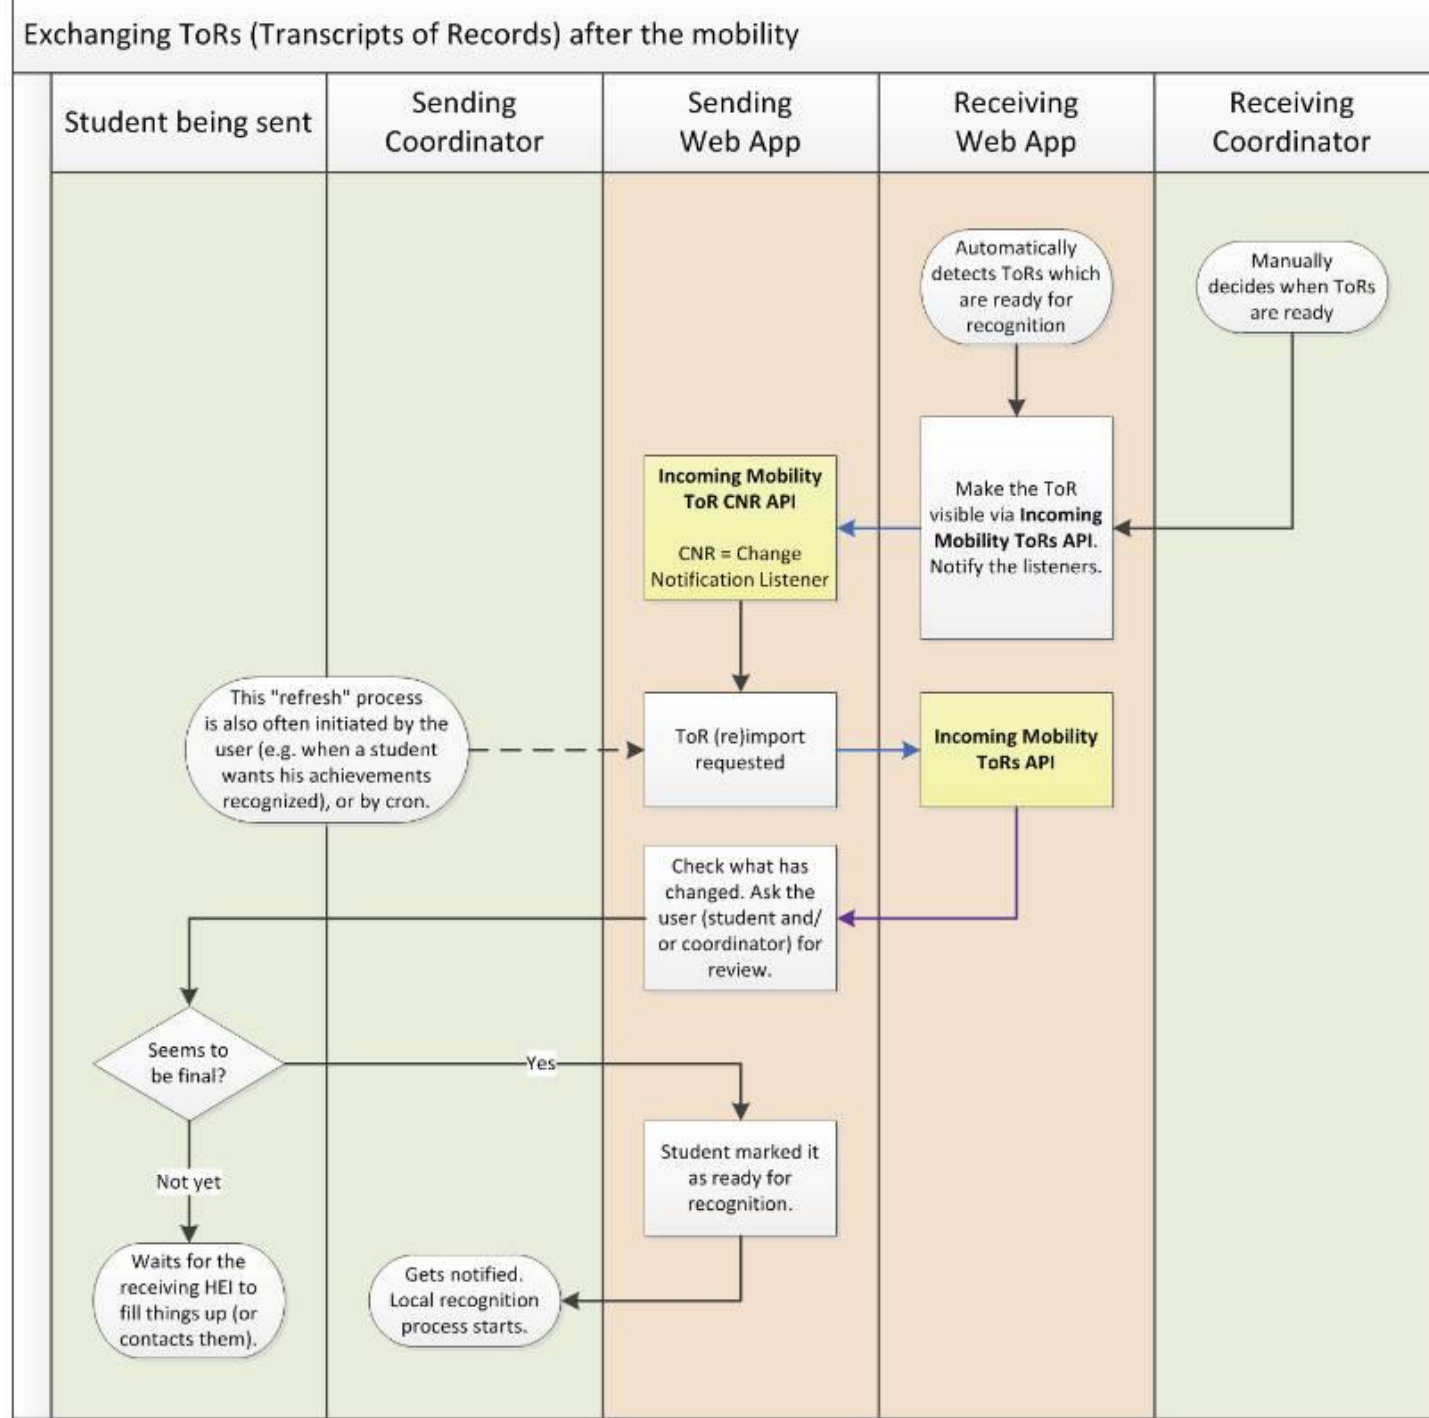 Exchanging ToRs (Transcripts of Records) after the mobility
Student being sent
Sending
Coordinator
Sending
Web App
Receiving
Web App
Receiving
Coordinator
Automatically
detects ToRs which
are ready for
recognition
Manually
decides when ToRs
are ready
Incoming Mobility
ToR CNR API
CNR = Change
Notification Listener
Make the ToR
visible via Incoming
Mobility ToRs API.
Notify the listeners.
This "refresh" process
is also often initiated by the
user (e.g. when a student
wants his achievements
recognized), or by cron.
ToR (re)import
requested
Incoming Mobility
ToRs API
Check what has
changed. Ask the
user (student and/
or coordinator) for
review.
Seems to
be final?
Yes
Not yet
Student marked it
as ready for
recognition.
Waits for the
receiving HEI to
fill things up (or
contacts them).
Gets notified.
Local recognition
process starts.